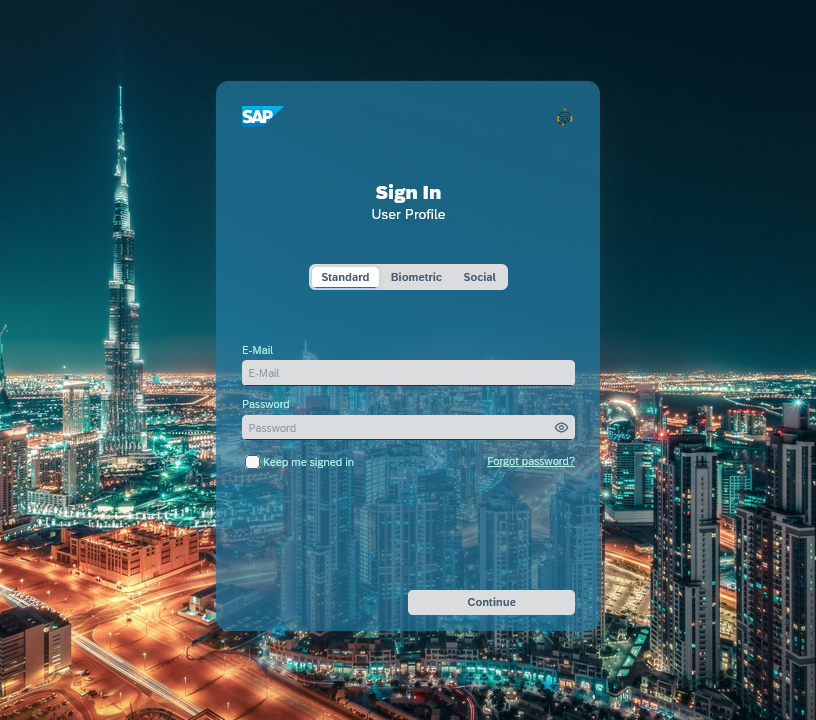 SAP
Sign In
User Profile
Standard Biometric Social
E-Mail
E-Mail
Password
Password
Keep me signed in Forgot password?
Continue